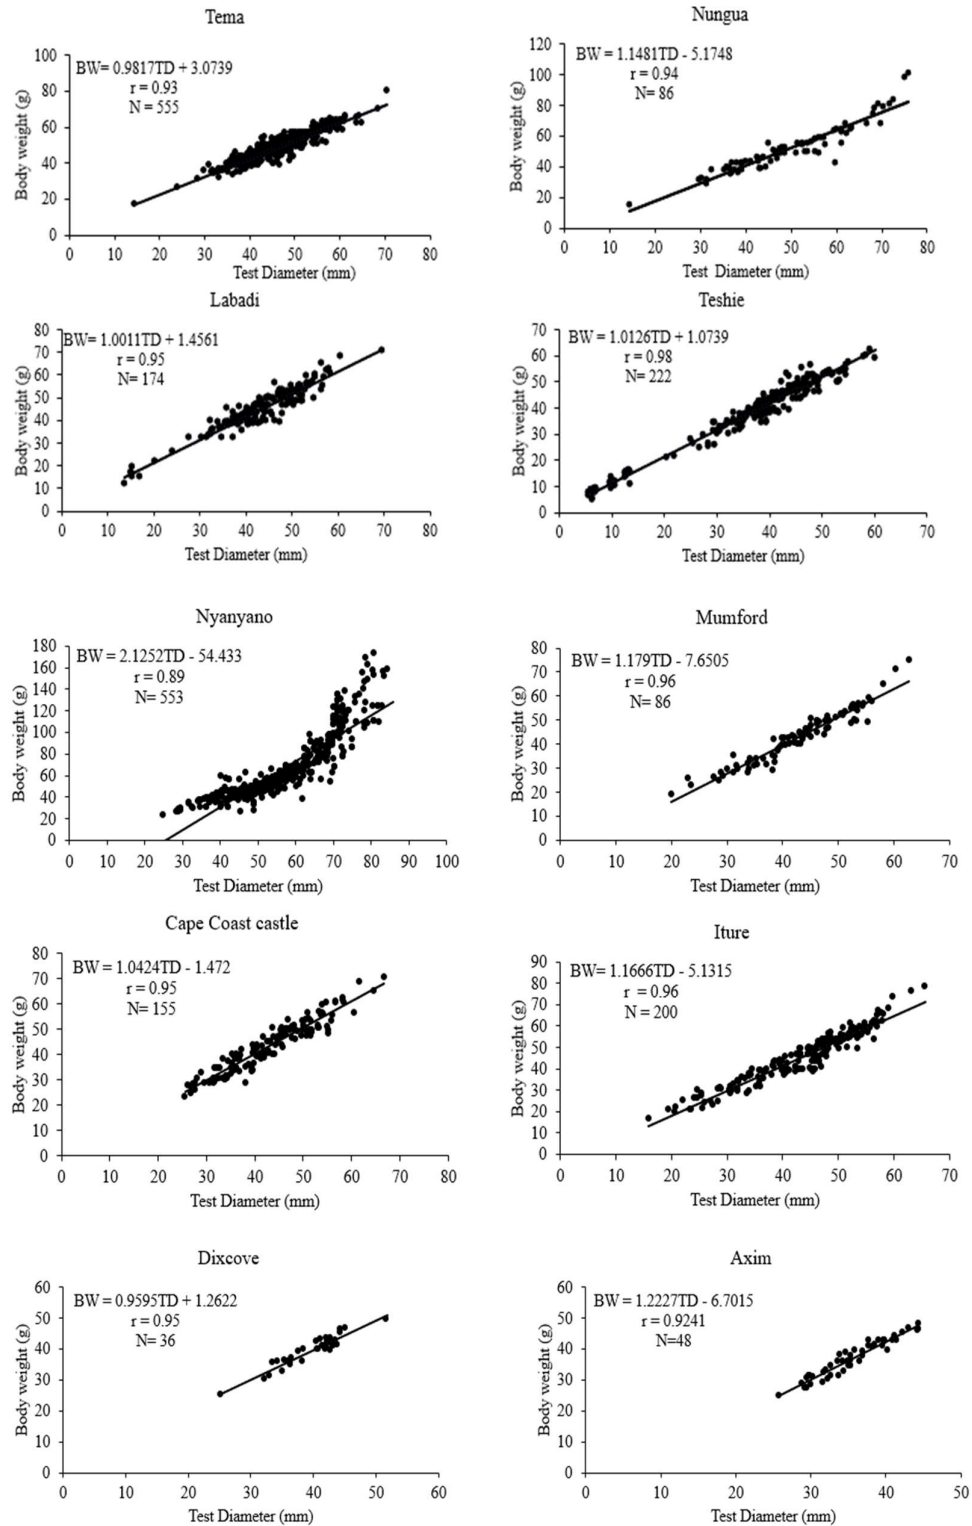 Tema
BW= 0.9817TD + 3.0739
r = 0.93
N = 555
Body weight (g)
100
80
60
40
20
0
0 10 20 30 40 50 60 70 80
Test Diameter (mm)
Nungua
BW = 1.1481TD - 5.1748
r = 0.94
N= 86
Body weight (g)
120
100
80
60
40
20
0
0 10 20 30 40 50 60 70 80
Test Diameter (mm)
Labadi
BW= 1.0011TD + 1.4561
r = 0.95
N= 174
Body weight (g)
80
70
60
50
40
30
20
10
0
0 10 20 30 40 50 60 70 80
Test Diameter (mm)
Teshie
BW= 1.0126TD + 1.0739
r = 0.98
N= 222
Body weight (g)
70
60
50
40
30
20
10
0
0 10 20 30 40 50 60 70
Test Diameter (mm)
Nyanyano
BW = 2.1252TD - 54.433
r = 0.89
N= 553
Body weight (g)
180
160
140
120
100
80
60
40
20
0
0 10 20 30 40 50 60 70 80 90 100
Test Diameter (mm)
Mumford
BW = 1.179TD - 7.6505
r = 0.96
N= 86
Body weight (g)
80
70
60
50
40
30
20
10
0
0 10 20 30 40 50 60 70
Test Diameter (mm)
Cape Coast castle
BW = 1.0424TD - 1.472
r = 0.95
N= 155
Body weight (g)
80
70
60
50
40
30
20
10
0
0 10 20 30 40 50 60 70 80
Test Diameter (mm)
Iture
BW= 1.1666TD - 5.1315
r = 0.96
N = 200
Body weight (g)
90
80
70
60
50
40
30
20
10
0
0 10 20 30 40 50 60 70
Test Diameter (mm)
Dixcove
BW = 0.9595TD + 1.2622
r = 0.95
N= 36
Body weight (g)
60
50
40
30
20
10
0
0 10 20 30 40 50 60
Test Diameter (mm)
Axim
BW = 1.2227TD - 6.7015
r = 0.9241
N=48
Body weight (g)
60
50
40
30
20
10
0
0 10 20 30 40 50
Test Diameter (mm)